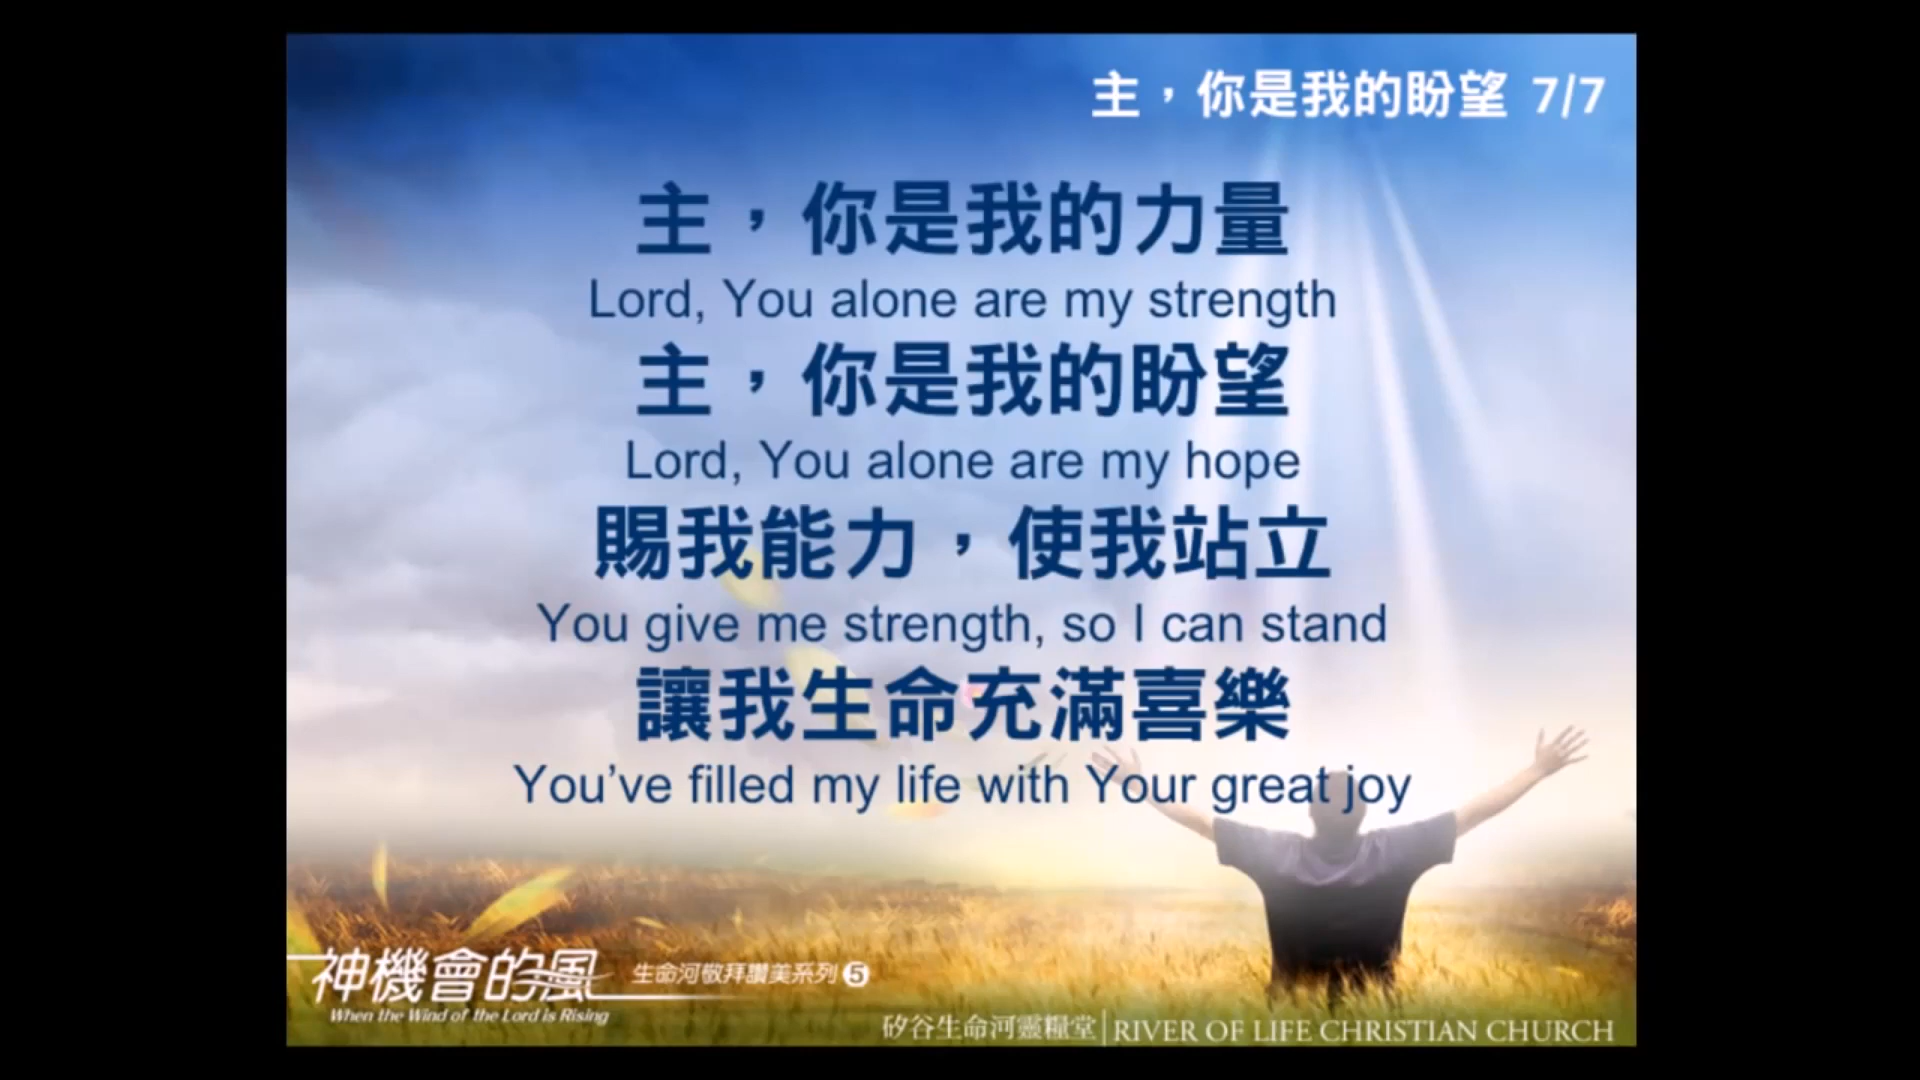 主，你是我的盼望 7/7
主，你是我的力量
Lord, You alone are my strength
主，你是我的盼望
Lord, You alone are my hope
賜我能力，使我站立
You give me strength, so I can stand
讓我生命充滿喜樂
You’ve filled my life with Your great joy
神機會的風 生命河敬拜讚美系列❺
When the Wind of the Lord is Rising
矽谷生命河靈糧堂 | RIVER OF LIFE CHRISTIAN CHURCH